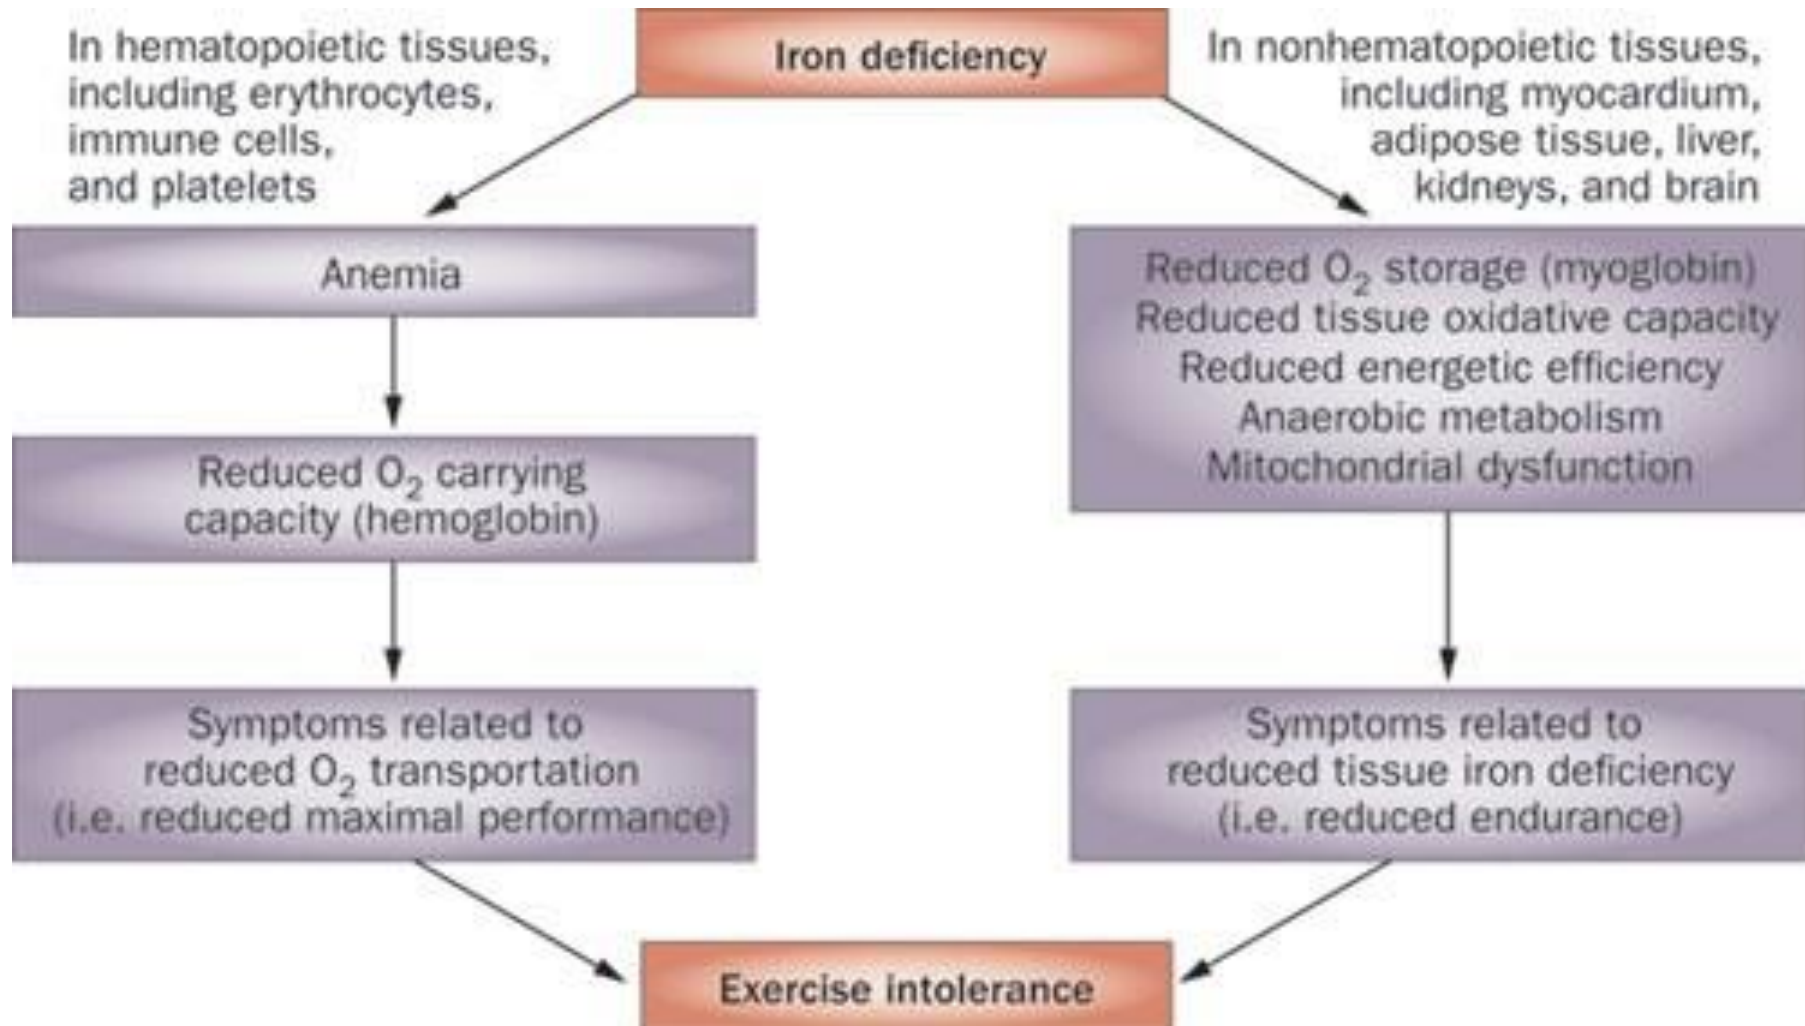 Iron deficiency
In hematopoietic tissues,
including erythrocytes,
immune cells,
and platelets
In nonhematopoietic tissues,
including myocardium,
adipose tissue, liver,
kidneys, and brain
Anemia
Reduced O₂ carrying
capacity (hemoglobin)
Symptoms related to
reduced O₂ transportation
(i.e. reduced maximal performance)
Reduced O₂ storage (myoglobin)
Reduced tissue oxidative capacity
Reduced energetic efficiency
Anaerobic metabolism
Mitochondrial dysfunction
Symptoms related to
reduced tissue iron deficiency
(i.e. reduced endurance)
Exercise intolerance